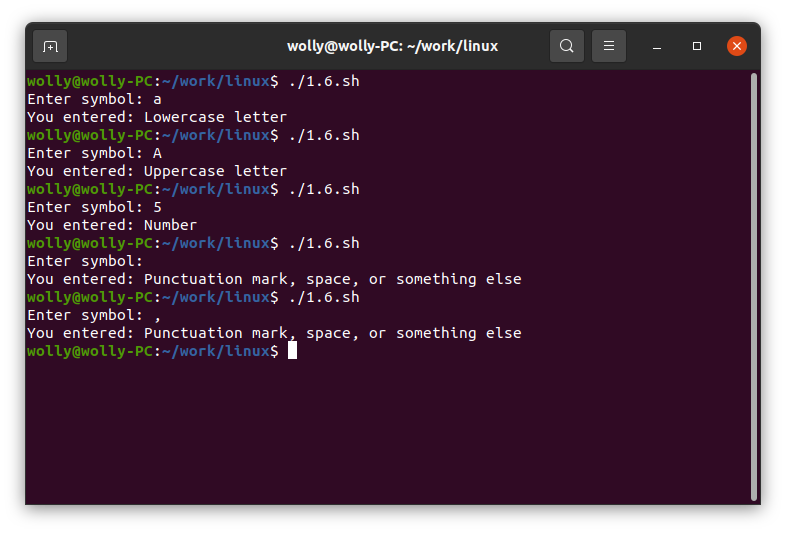 wolly@wolly-PC: ~/work/linux
wolly@wolly-PC:~/work/linux$ ./1.6.sh
Enter symbol: a
You entered: Lowercase letter
wolly@wolly-PC:~/work/linux$ ./1.6.sh
Enter symbol: A
You entered: Uppercase letter
wolly@wolly-PC:~/work/linux$ ./1.6.sh
Enter symbol: 5
You entered: Number
wolly@wolly-PC:~/work/linux$ ./1.6.sh
Enter symbol:
You entered: Punctuation mark, space, or something else
wolly@wolly-PC:~/work/linux$ ./1.6.sh
Enter symbol: ,
You entered: Punctuation mark, space, or something else
wolly@wolly-PC:~/work/linux$